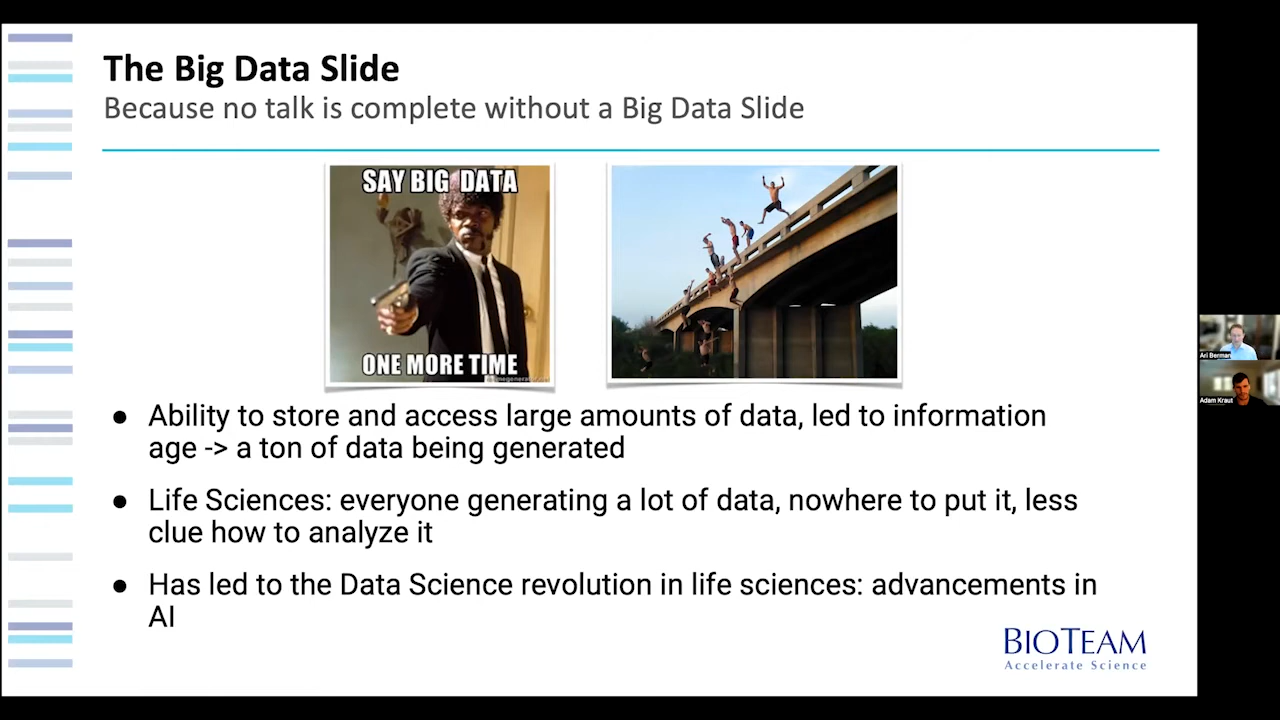 The Big Data Slide
Because no talk is complete without a Big Data Slide
SAY BIG DATA
ONE MORE TIME
● Ability to store and access large amounts of data, led to information
age -> a ton of data being generated
● Life Sciences: everyone generating a lot of data, nowhere to put it, less
clue how to analyze it
● Has led to the Data Science revolution in life sciences: advancements in
AI
BIOTEAM
Accelerate Science
Ari Berman
Adam Kraut